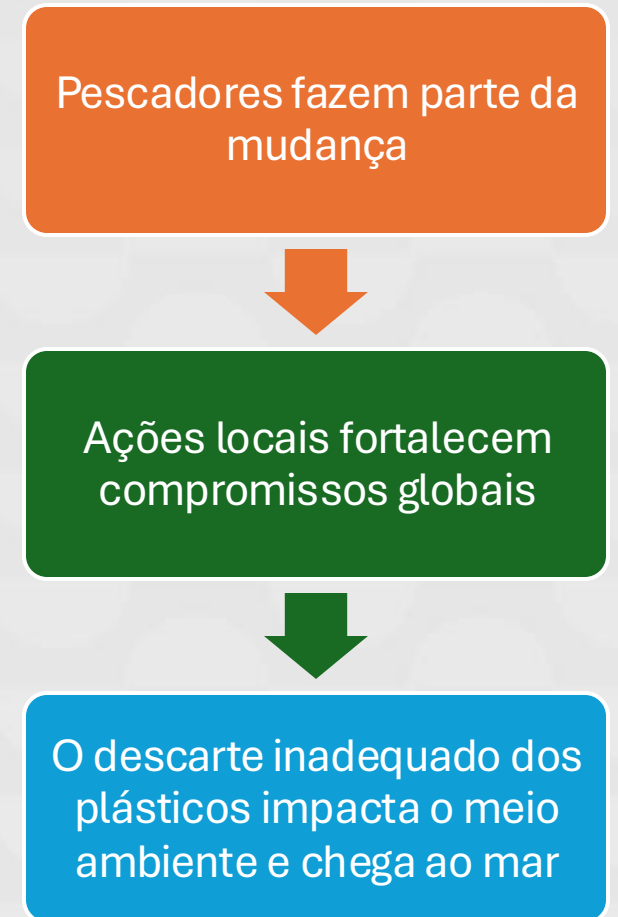 Pescadores fazem parte da
mudança
Ações locais fortalecem
compromissos globais
O descarte inadequado dos
plásticos impacta o meio
ambiente e chega ao mar